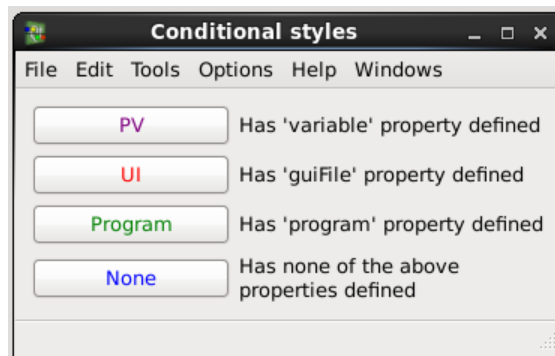 Conditional styles
File Edit Tools Options Help Windows
PV Has 'variable' property defined
UI Has 'guiFile' property defined
Program Has 'program' property defined
None Has none of the above
properties defined